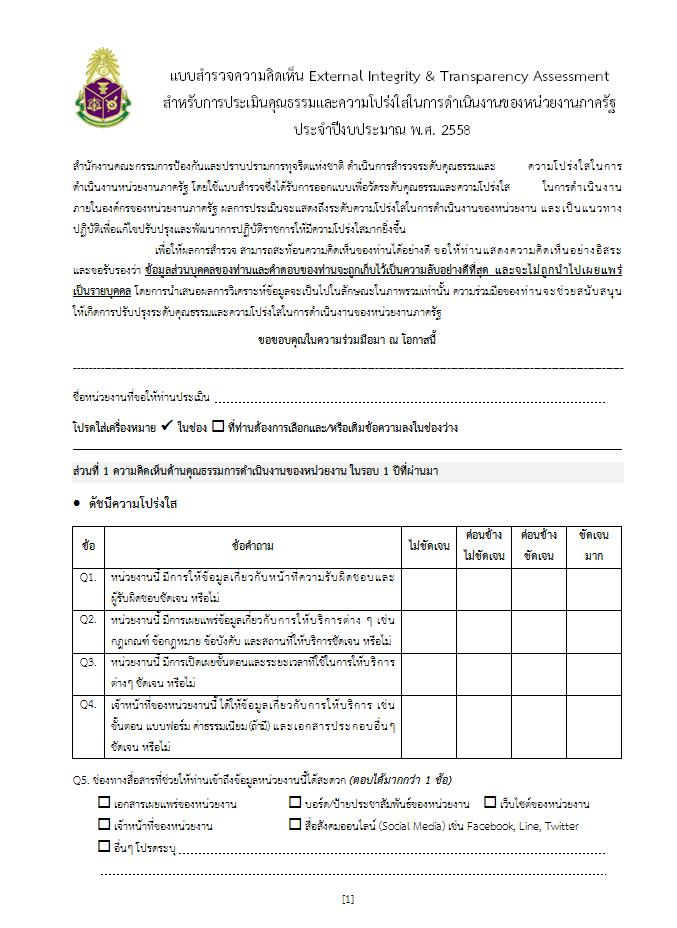 แบบสำรวจความคิดเห็น External Integrity & Transparency Assessment
สำหรับการประเมินคุณธรรมและความโปร่งใสในการดำเนินงานของหน่วยงานภาครัฐ
ประจำปีงบประมาณ พ.ศ. 2558
สำนักงานคณะกรรมการป้องกันและปราบปรามการทุจริตแห่งชาติ ดำเนินการสำรวจระดับคุณธรรมและ ความโปร่งใสในการ
ดำเนินงานหน่วยงานภาครัฐ โดยใช้แบบสำรวจซึ่งได้รับการออกแบบเพื่อวัดระดับคุณธรรมและความโปร่งใส ในการดำเนินงาน
ภายในองค์กรของหน่วยงานภาครัฐ ผลการประเมินจะแสดงถึงระดับความโปร่งใสในการดำเนินงานของหน่วยงาน และเป็นแนวทาง
ปฏิบัติเพื่อแก้ไขปรับปรุงและพัฒนาการปฏิบัติราชการให้มีความโปร่งใสมากยิ่งขึ้น
เพื่อให้ผลการสำรวจ สามารถสะท้อนความคิดเห็นของท่านได้อย่างดี ขอให้ท่านแสดงความคิดเห็นอย่างอิสระ
และขอรับรองว่า ข้อมูลส่วนบุคคลของท่านและคำตอบของท่านจะถูกเก็บไว้เป็นความลับอย่างดีที่สุด และจะไม่ถูกนำไปเผยแพร่
เป็นรายบุคคล โดยการนำเสนอผลการวิเคราะห์ข้อมูลจะเป็นไปในลักษณะในภาพรวมเท่านั้น ความร่วมมือของท่านจะช่วยสนับสนุน
ให้เกิดการปรับปรุงระดับคุณธรรมและความโปร่งใสในการดำเนินงานของหน่วยงานภาครัฐ
ขอขอบคุณในความร่วมมือมา ณ โอกาสนี้
ชื่อหน่วยงานที่ขอให้ท่านประเมิน
โปรดใส่เครื่องหมาย ✓ ในช่อง ☐ ที่ท่านต้องการเลือกและ/หรือเติมข้อความลงในช่องว่าง
ส่วนที่ 1 ความคิดเห็นด้านคุณธรรมการดำเนินงานของหน่วยงาน ในรอบ 1 ปีที่ผ่านมา
• ดัชนีความโปร่งใส
ข้อ ข้อคำถาม ไม่ชัดเจน ค่อนข้าง ค่อนข้าง ชัดเจน
ไม่ชัดเจน ชัดเจน มาก
Q1. หน่วยงานนี้ มีการให้ข้อมูลเกี่ยวกับหน้าที่ความรับผิดชอบและ
ผู้รับผิดชอบชัดเจน หรือไม่
Q2. หน่วยงานนี้ มีการเผยแพร่ข้อมูลเกี่ยวกับการให้บริการต่าง ๆ เช่น
กฎเกณฑ์ ข้อกฎหมาย ข้อบังคับ และสถานที่ให้บริการชัดเจน หรือไม่
Q3. หน่วยงานนี้ มีการเปิดเผยขั้นตอนและระยะเวลาที่ใช้ในการให้บริการ
ต่างๆ ชัดเจน หรือไม่
Q4. เจ้าหน้าที่ของหน่วยงานนี้ ได้ให้ข้อมูลเกี่ยวกับการให้บริการ เช่น
ขั้นตอน แบบฟอร์ม ค่าธรรมเนียม (ถ้ามี) และเอกสารประกอบอื่นๆ
ชัดเจน หรือไม่
Q5. ช่องทางสื่อสารที่ช่วยให้ท่านเข้าถึงข้อมูลหน่วยงานนี้ได้สะดวก (ตอบได้มากกว่า 1 ข้อ)
☐ เอกสารเผยแพร่ของหน่วยงาน ☐ บอร์ด/ป้ายประชาสัมพันธ์ของหน่วยงาน ☐ เว็บไซต์ของหน่วยงาน
☐ เจ้าหน้าที่ของหน่วยงาน ☐ สื่อสังคมออนไลน์ (Social Media) เช่น Facebook, Line, Twitter
☐ อื่นๆ โปรดระบุ
[1]